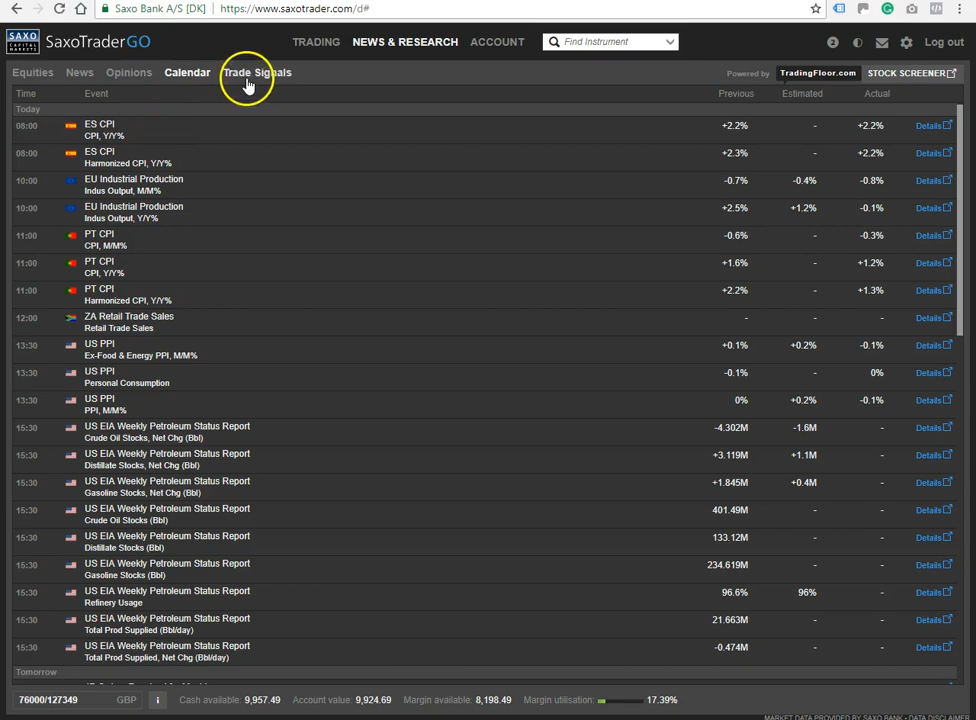 Saxo Bank A/S [DK] https://www.saxotrader.com/d#
SAXO CAPITAL MARKETS SaxoTraderGO TRADING NEWS & RESEARCH ACCOUNT Find Instrument 2 Log out
Equities News Opinions Calendar Trade Signals Powered by TradingFloor.com STOCK SCREENER
Time Event Previous Estimated Actual
Today
08:00 ES CPI +2.2% - +2.2% Details
CPI, Y/Y%
08:00 ES CPI +2.3% - +2.2% Details
Harmonized CPI, Y/Y%
10:00 EU Industrial Production -0.7% -0.4% -0.8% Details
Indus Output, M/M%
10:00 EU Industrial Production +2.5% +1.2% -0.1% Details
Indus Output, Y/Y%
11:00 PT CPI -0.6% - -0.3% Details
CPI, M/M%
11:00 PT CPI +1.6% - +1.2% Details
CPI, Y/Y%
11:00 PT CPI +2.2% - +1.3% Details
Harmonized CPI, Y/Y%
12:00 ZA Retail Trade Sales - - - Details
Retail Trade Sales
13:30 US PPI +0.1% +0.2% -0.1% Details
Ex-Food & Energy PPI, M/M%
13:30 US PPI -0.1% - 0% Details
Personal Consumption
13:30 US PPI 0% +0.2% -0.1% Details
PPI, M/M%
15:30 US EIA Weekly Petroleum Status Report -4.302M -1.6M - Details
Crude Oil Stocks, Net Chg (Bbl)
15:30 US EIA Weekly Petroleum Status Report +3.119M +1.1M - Details
Distillate Stocks, Net Chg (Bbl)
15:30 US EIA Weekly Petroleum Status Report +1.845M +0.4M - Details
Gasoline Stocks, Net Chg (Bbl)
15:30 US EIA Weekly Petroleum Status Report 401.49M - - Details
Crude Oil Stocks (Bbl)
15:30 US EIA Weekly Petroleum Status Report 133.12M - - Details
Distillate Stocks (Bbl)
15:30 US EIA Weekly Petroleum Status Report 234.619M - - Details
Gasoline Stocks (Bbl)
15:30 US EIA Weekly Petroleum Status Report 96.6% 96% - Details
Refinery Usage
15:30 US EIA Weekly Petroleum Status Report 21.663M - - Details
Total Prod Supplied (Bbl/day)
15:30 US EIA Weekly Petroleum Status Report -0.474M - - Details
Total Prod Supplied, Net Chg (Bbl/day)
Tomorrow
76000/127349 GBP i Cash available: 9,957.49 Account value: 9,924.69 Margin available: 8,198.49 Margin utilisation: 17.39%
MARKET DATA PROVIDED BY SAXO BANK • DATA DISCLAIMER